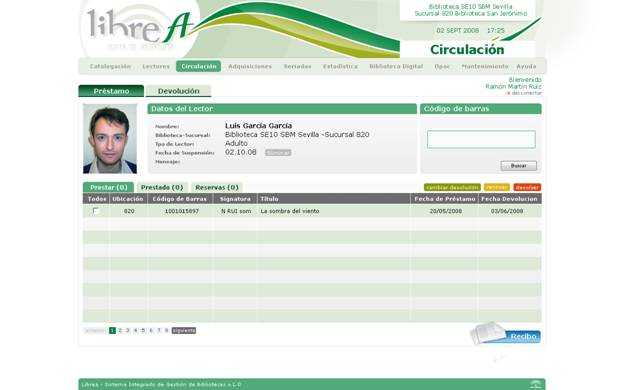 libreA
JUNTA DE ANDALUCIA
Biblioteca SE10 SBM Sevilla
Sucursal 820 Biblioteca San Jerónimo
02 SEPT 2008 17:25
Circulación
Catalogación Lectores Circulación Adquisiciones Seriadas Estadística Biblioteca Digital Opac Mantenimiento Ayuda
Bienvenido
Ramón Martín Ruiz
desconectar
Préstamo Devolución
Datos del Lector
Código de barras
Nombre: Luis García García
Biblioteca-Sucursal: Biblioteca SE10 SBM Sevilla -Sucursal 820
Tipo de Lector: Adulto
Fecha de Suspensión: 02.10.08 Eliminar
Mensaje:
Buscar
Prestar (0) Prestado (0) Reservas (0)
cambiar devolución renovar devolver
Todos Ubicación Código de Barras Signatura Título Fecha de Préstamo Fecha Devolucion
820 1001015897 N RUI som La sombra del viento 20/05/2008 03/06/2008
anterior 1 2 3 4 5 6 7 8 siguiente
Recibo
Librea - Sistema Integrado de Gestión de Bibliotecas v.1.0